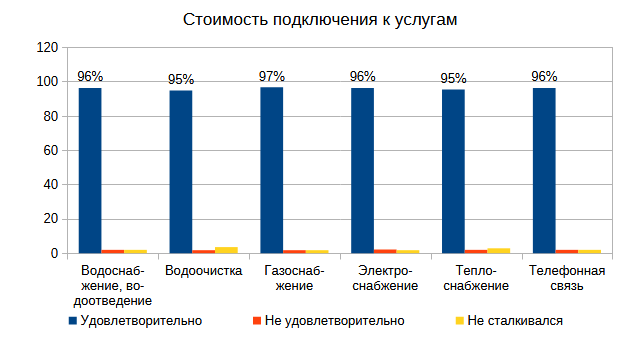 Стоимость подключения к услугам
120
100
80
60
40
20
0
96%
95%
97%
96%
95%
96%
Водоснаб-
жение, во-
доотведение
Водоочистка
Газоснаб-
жение
Электро-
снабжение
Тепло-
снабжение
Телефонная
связь
Удовлетворительно
Не удовлетворительно
Не сталкивался